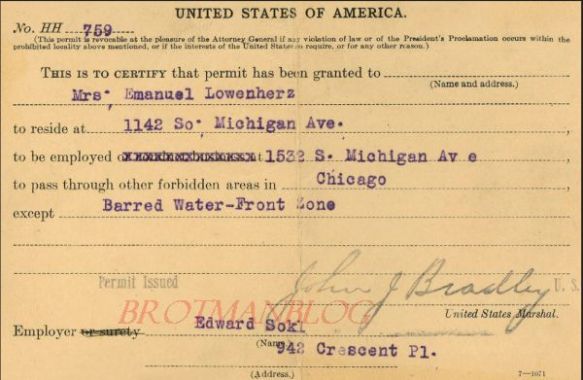 UNITED STATES OF AMERICA.
No. HH 759
(This permit is revocable at the pleasure of the Attorney General if any violation of law or of the President's Proclamation occurs within the
prohibited locality above mentioned, or if the interests of the United States so require, or for any other reason.)
THIS IS TO CERTIFY that permit has been granted to
(Name and address.)
Mrs. Emanuel Lowenherz
to reside at 1142 So. Michigan Ave.
to be employed at 1532 S. Michigan Av e
to pass through other forbidden areas in Chicago
except Barred Water-Front Zone
Permit Issued
John J Bradley U. S.
BROTMANBLOG
United States Marshal.
Employer or surety Edward Sokl
(Name)
942 Crescent Pl.
(Address.)
7—1071